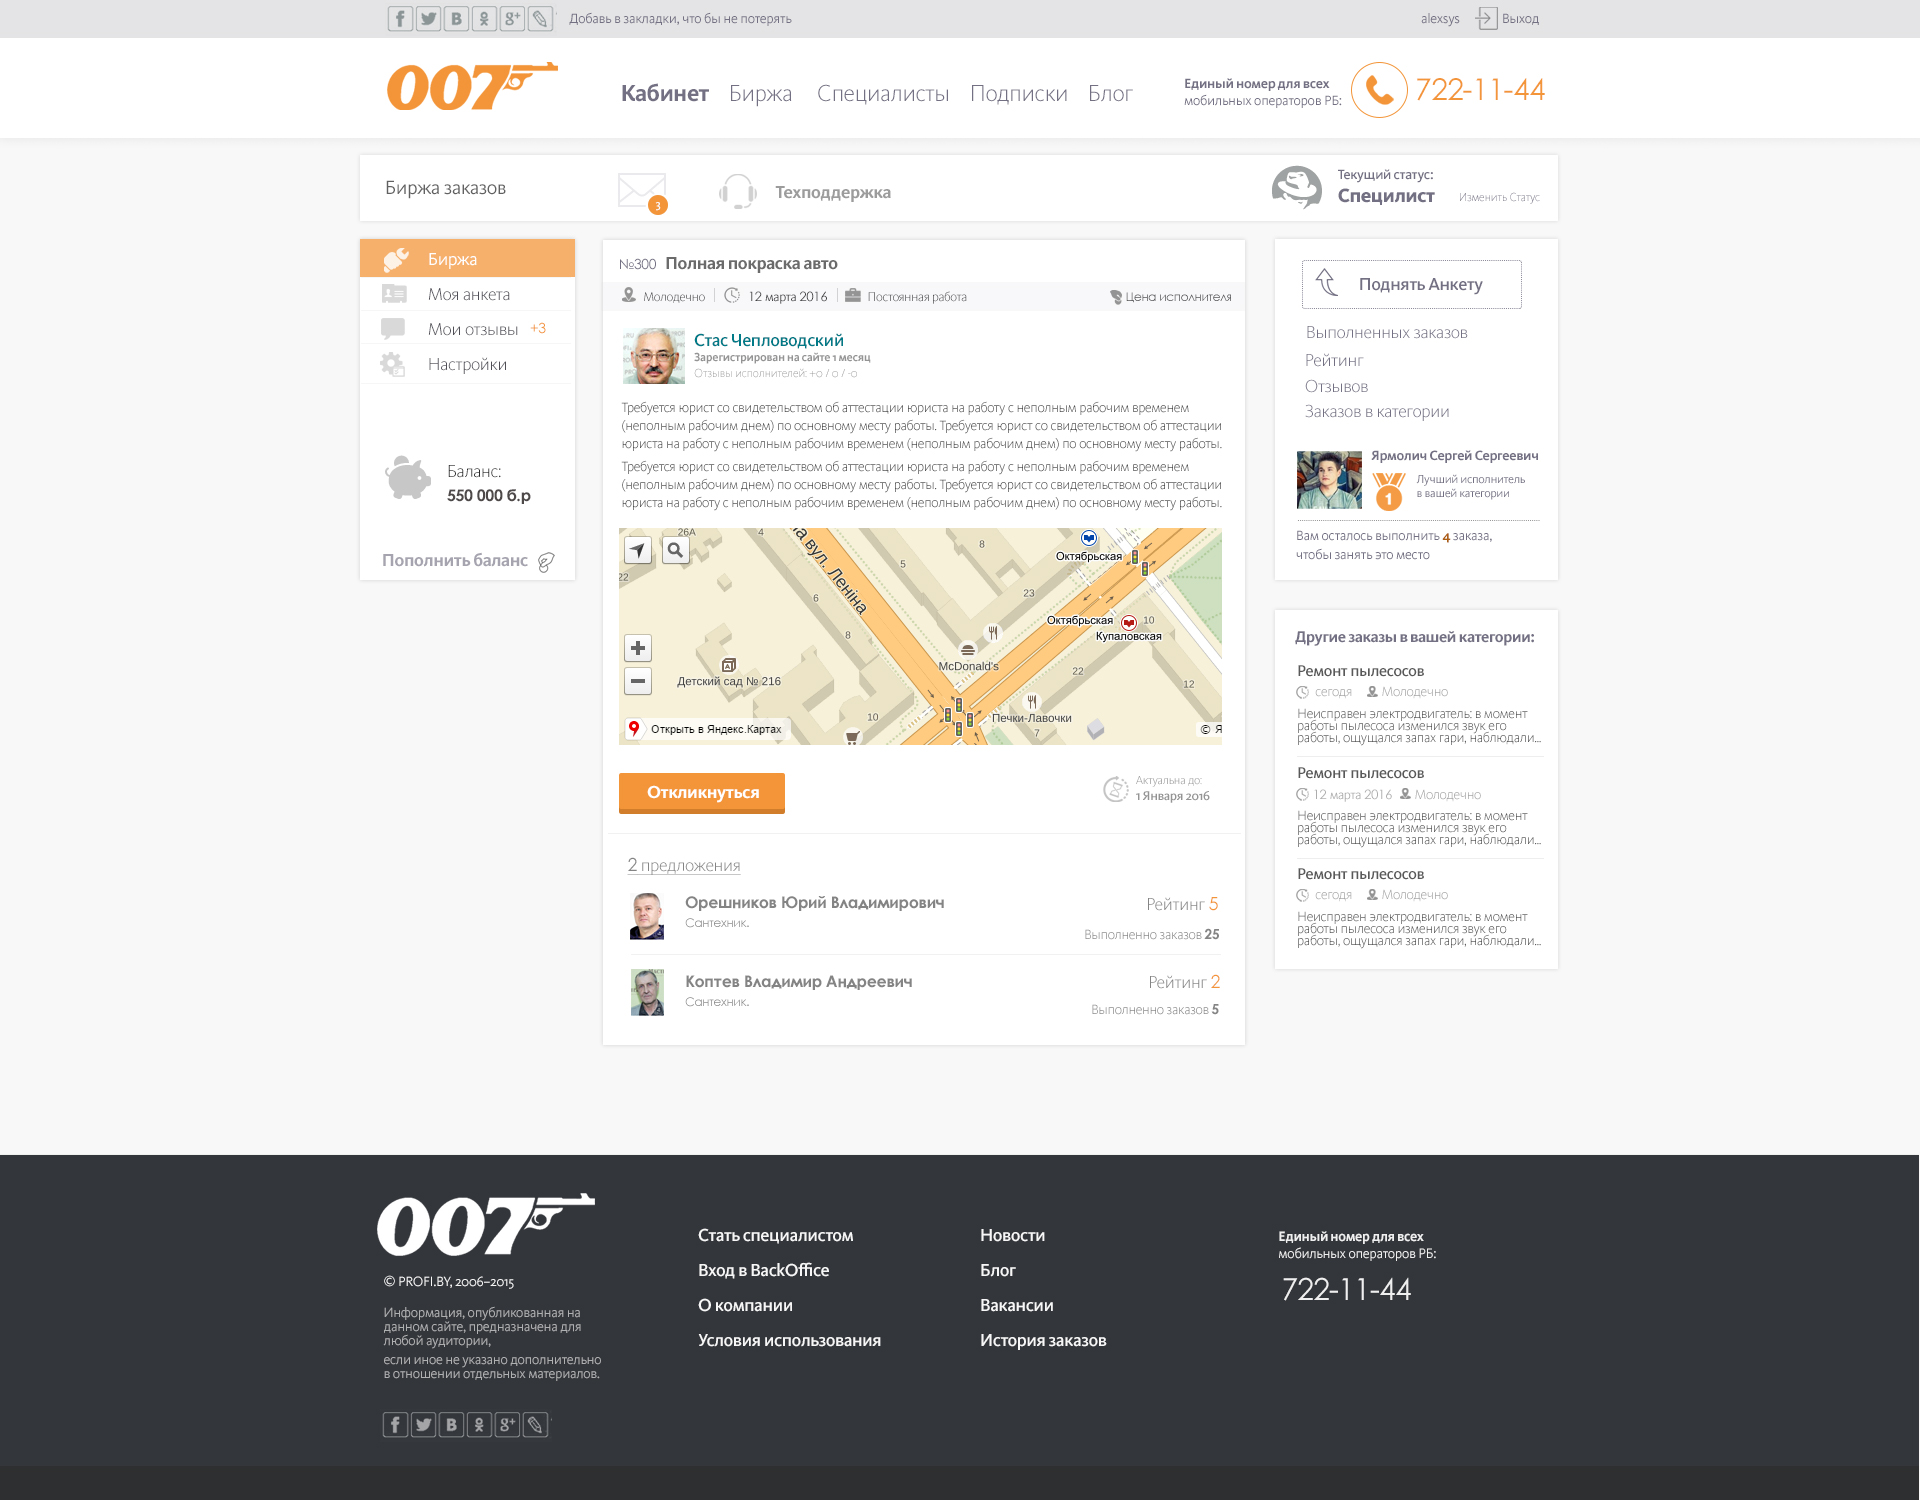 Добавь в закладки, что бы не потерять
alexsys
Выход
007
Кабинет Биржа Специалисты Подписки Блог
Единый номер для всех
мобильных операторов РБ:
722-11-44
Биржа заказов
3
Техподдержка
Текущий статус:
Специлист
Изменить Статус
Биржа
Моя анкета
Мои отзывы +3
Настройки
Баланс:
550 000 б.р
Пополнить баланс
№300 Полная покраска авто
Молодечно
12 марта 2016
Постоянная работа
Цена исполнителя
Стас Чепловодский
Зарегистрирован на сайте 1 месяц
Отзывы исполнителей: +0 / 0 / -0
Требуется юрист со свидетельством об аттестации юриста на работу с неполным рабочим временем
(неполным рабочим днем) по основному месту работы. Требуется юрист со свидетельством об аттестации
юриста на работу с неполным рабочим временем (неполным рабочим днем) по основному месту работы.
Требуется юрист со свидетельством об аттестации юриста на работу с неполным рабочим временем
(неполным рабочим днем) по основному месту работы. Требуется юрист со свидетельством об аттестации
юриста на работу с неполным рабочим временем (неполным рабочим днем) по основному месту работы.
26А
4
на вул. Леніна
8
Октябрьская
5
22
6
23
8
Октябрьская
10
Купаловская
McDonald's
22
12
Детский сад № 216
10
Печки-Лавочки
7
Открыть в Яндекс.Картах
© Я
Откликнуться
Актуальна до:
1 Января 2016
2 предложения
Орешников Юрий Владимирович
Сантехник.
Рейтинг 5
Выполненно заказов 25
Коптев Владимир Андреевич
Сантехник.
Рейтинг 2
Выполненно заказов 5
Поднять Анкету
Выполненных заказов
Рейтинг
Отзывов
Заказов в категории
Ярмолич Сергей Сергеевич
1
Лучший исполнитель
в вашей категории
Вам осталось выполнить 4 заказа,
чтобы занять это место
Другие заказы в вашей категории:
Ремонт пылесосов
сегодя Молодечно
Неисправен электродвигатель: в момент
работы пылесоса изменился звук его
работы, ощущался запах гари, наблюдали...
Ремонт пылесосов
12 марта 2016 Молодечно
Неисправен электродвигатель: в момент
работы пылесоса изменился звук его
работы, ощущался запах гари, наблюдали...
Ремонт пылесосов
сегодя Молодечно
Неисправен электродвигатель: в момент
работы пылесоса изменился звук его
работы, ощущался запах гари, наблюдали...
007
© PROFI.BY, 2006–2015
Информация, опубликованная на
данном сайте, предназначена для
любой аудитории,
если иное не указано дополнительно
в отношении отдельных материалов.
Стать специалистом
Вход в BackOffice
О компании
Условия использования
Новости
Блог
Вакансии
История заказов
Единый номер для всех
мобильных операторов РБ:
722-11-44